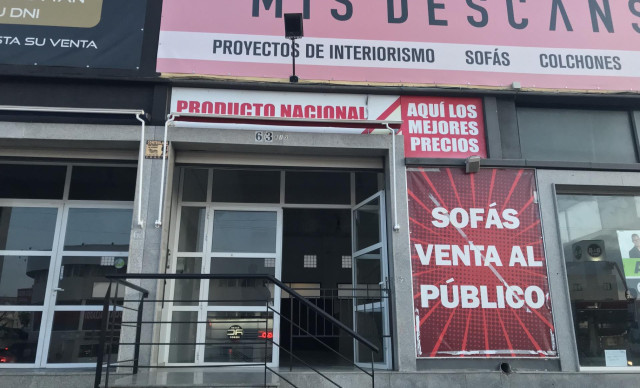 U DNI
STA SU VENTA
MIS DESCANS
PROYECTOS DE INTERIORISMO SOFÁS COLCHONES
PRODUCTO NACIONAL
AQUÍ LOS
MEJORES
PRECIOS
63
SOFÁS
VENTA AL
PÚBLICO